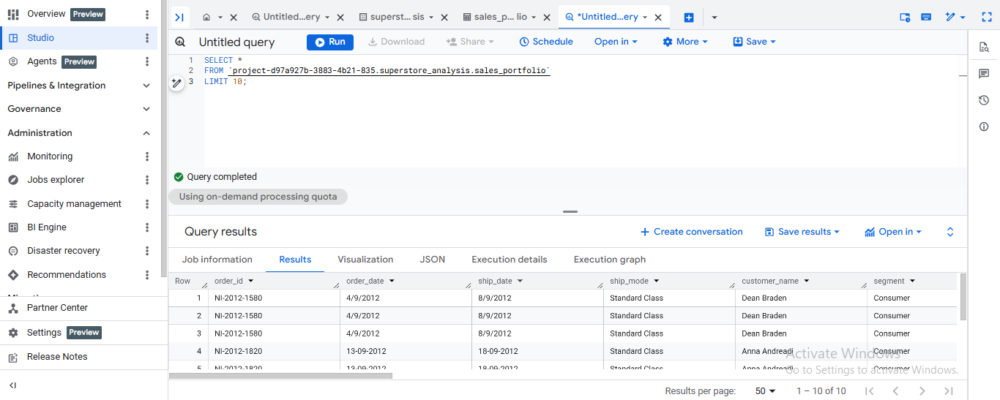 Overview Preview
Studio
Agents Preview
Pipelines & Integration
Governance
Administration
Monitoring
Jobs explorer
Capacity management
BI Engine
Disaster recovery
Recommendations
Partner Center
Settings Preview
Release Notes
Untitled...ery
superst... sis
sales_p... lio
*Untitled...ery
Untitled query Run Download Share Schedule Open in More Save
1 SELECT *
2 FROM `project-d97a927b-3883-4b21-835.superstore_analysis.sales_portfolio`
3 LIMIT 10;
Query completed
Using on-demand processing quota
Query results Create conversation Save results Open in
Job information Results Visualization JSON Execution details Execution graph
Row order_id order_date ship_date ship_mode customer_name segment
1 NI-2012-1580 4/9/2012 8/9/2012 Standard Class Dean Braden Consumer
2 NI-2012-1580 4/9/2012 8/9/2012 Standard Class Dean Braden Consumer
3 NI-2012-1580 4/9/2012 8/9/2012 Standard Class Dean Braden Consumer
4 NI-2012-1820 13-09-2012 18-09-2012 Standard Class Anna Andreadi Consumer
5 NI-2012-1820 13-09-2012 18-09-2012 Standard Class Anna Andreadi Consumer
Activate Windows
Go to Settings to activate Windows.
Results per page: 50 1 – 10 of 10